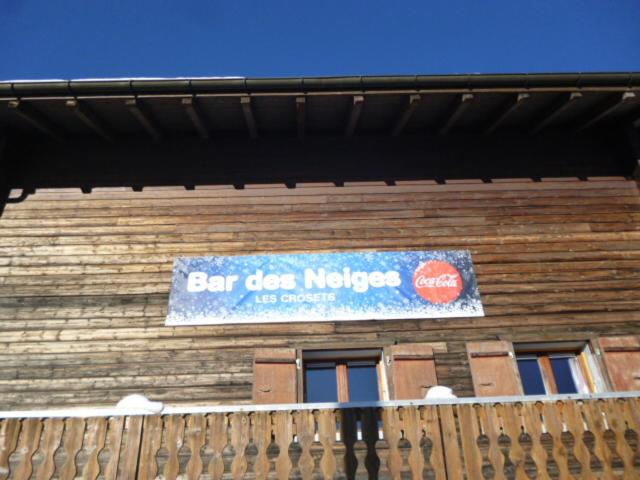 Bar des Neiges
LES CROSETS
Coca-Cola